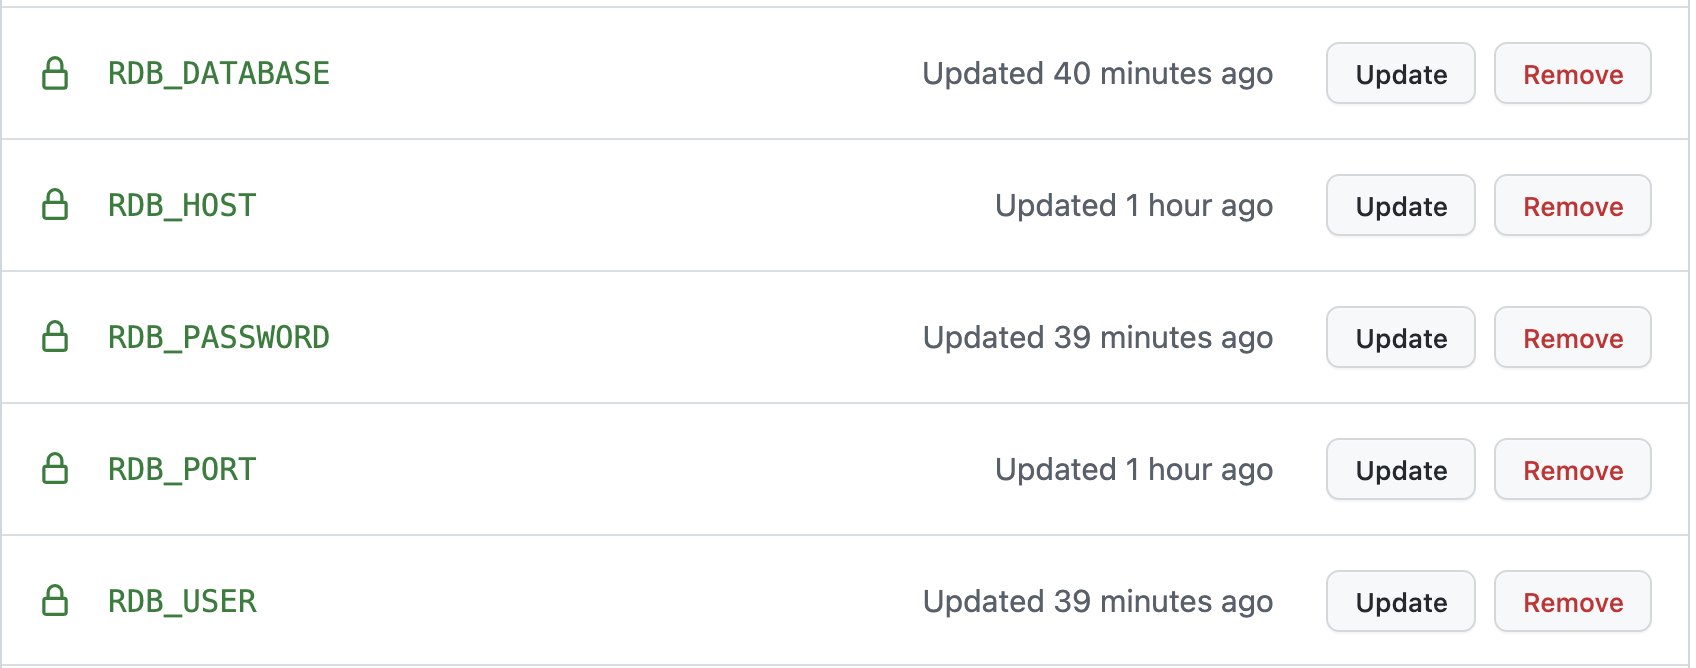 RDB_DATABASE Updated 40 minutes ago Update Remove
RDB_HOST Updated 1 hour ago Update Remove
RDB_PASSWORD Updated 39 minutes ago Update Remove
RDB_PORT Updated 1 hour ago Update Remove
RDB_USER Updated 39 minutes ago Update Remove